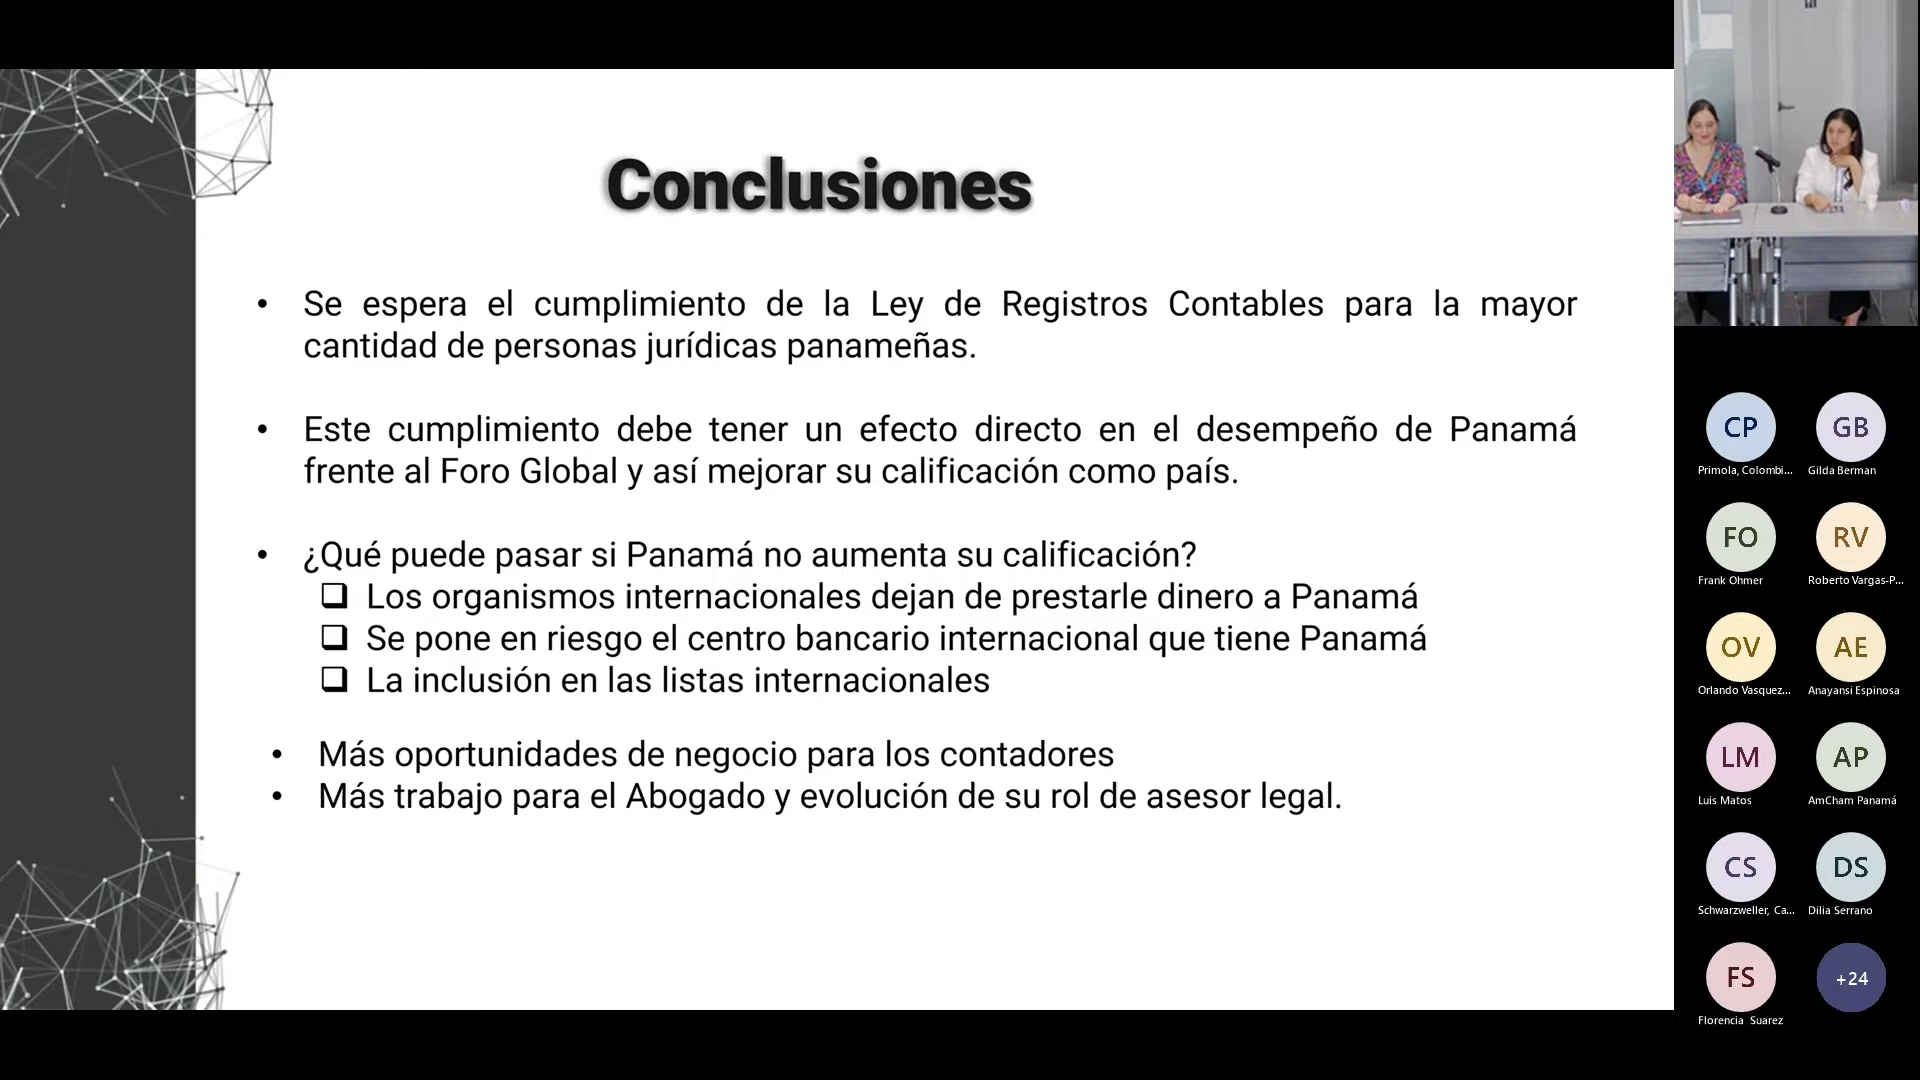 Conclusiones
• Se espera el cumplimiento de la Ley de Registros Contables para la mayor
cantidad de personas jurídicas panameñas.
• Este cumplimiento debe tener un efecto directo en el desempeño de Panamá
frente al Foro Global y así mejorar su calificación como país.
• ¿Qué puede pasar si Panamá no aumenta su calificación?
❑ Los organismos internacionales dejan de prestarle dinero a Panamá
❑ Se pone en riesgo el centro bancario internacional que tiene Panamá
❑ La inclusión en las listas internacionales
• Más oportunidades de negocio para los contadores
• Más trabajo para el Abogado y evolución de su rol de asesor legal.
CP
Primola, Colombi...
GB
Gilda Berman
FO
Frank Ohmer
RV
Roberto Vargas-P...
OV
Orlando Vasquez...
AE
Anayansi Espinosa
LM
Luis Matos
AP
AmCham Panamá
CS
Schwarzweller, Ca...
DS
Dilia Serrano
FS
Florencia Suarez
+24